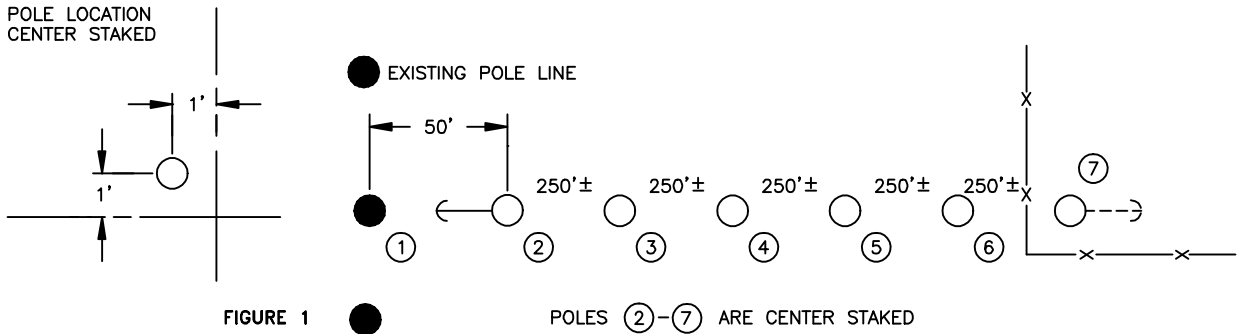 POLE LOCATION
CENTER STAKED
1'
1'
EXISTING POLE LINE
50'
250'± 250'± 250'± 250'± 250'±
X
X
X X
1 2 3 4 5 6 7
FIGURE 1
POLES 2-7 ARE CENTER STAKED